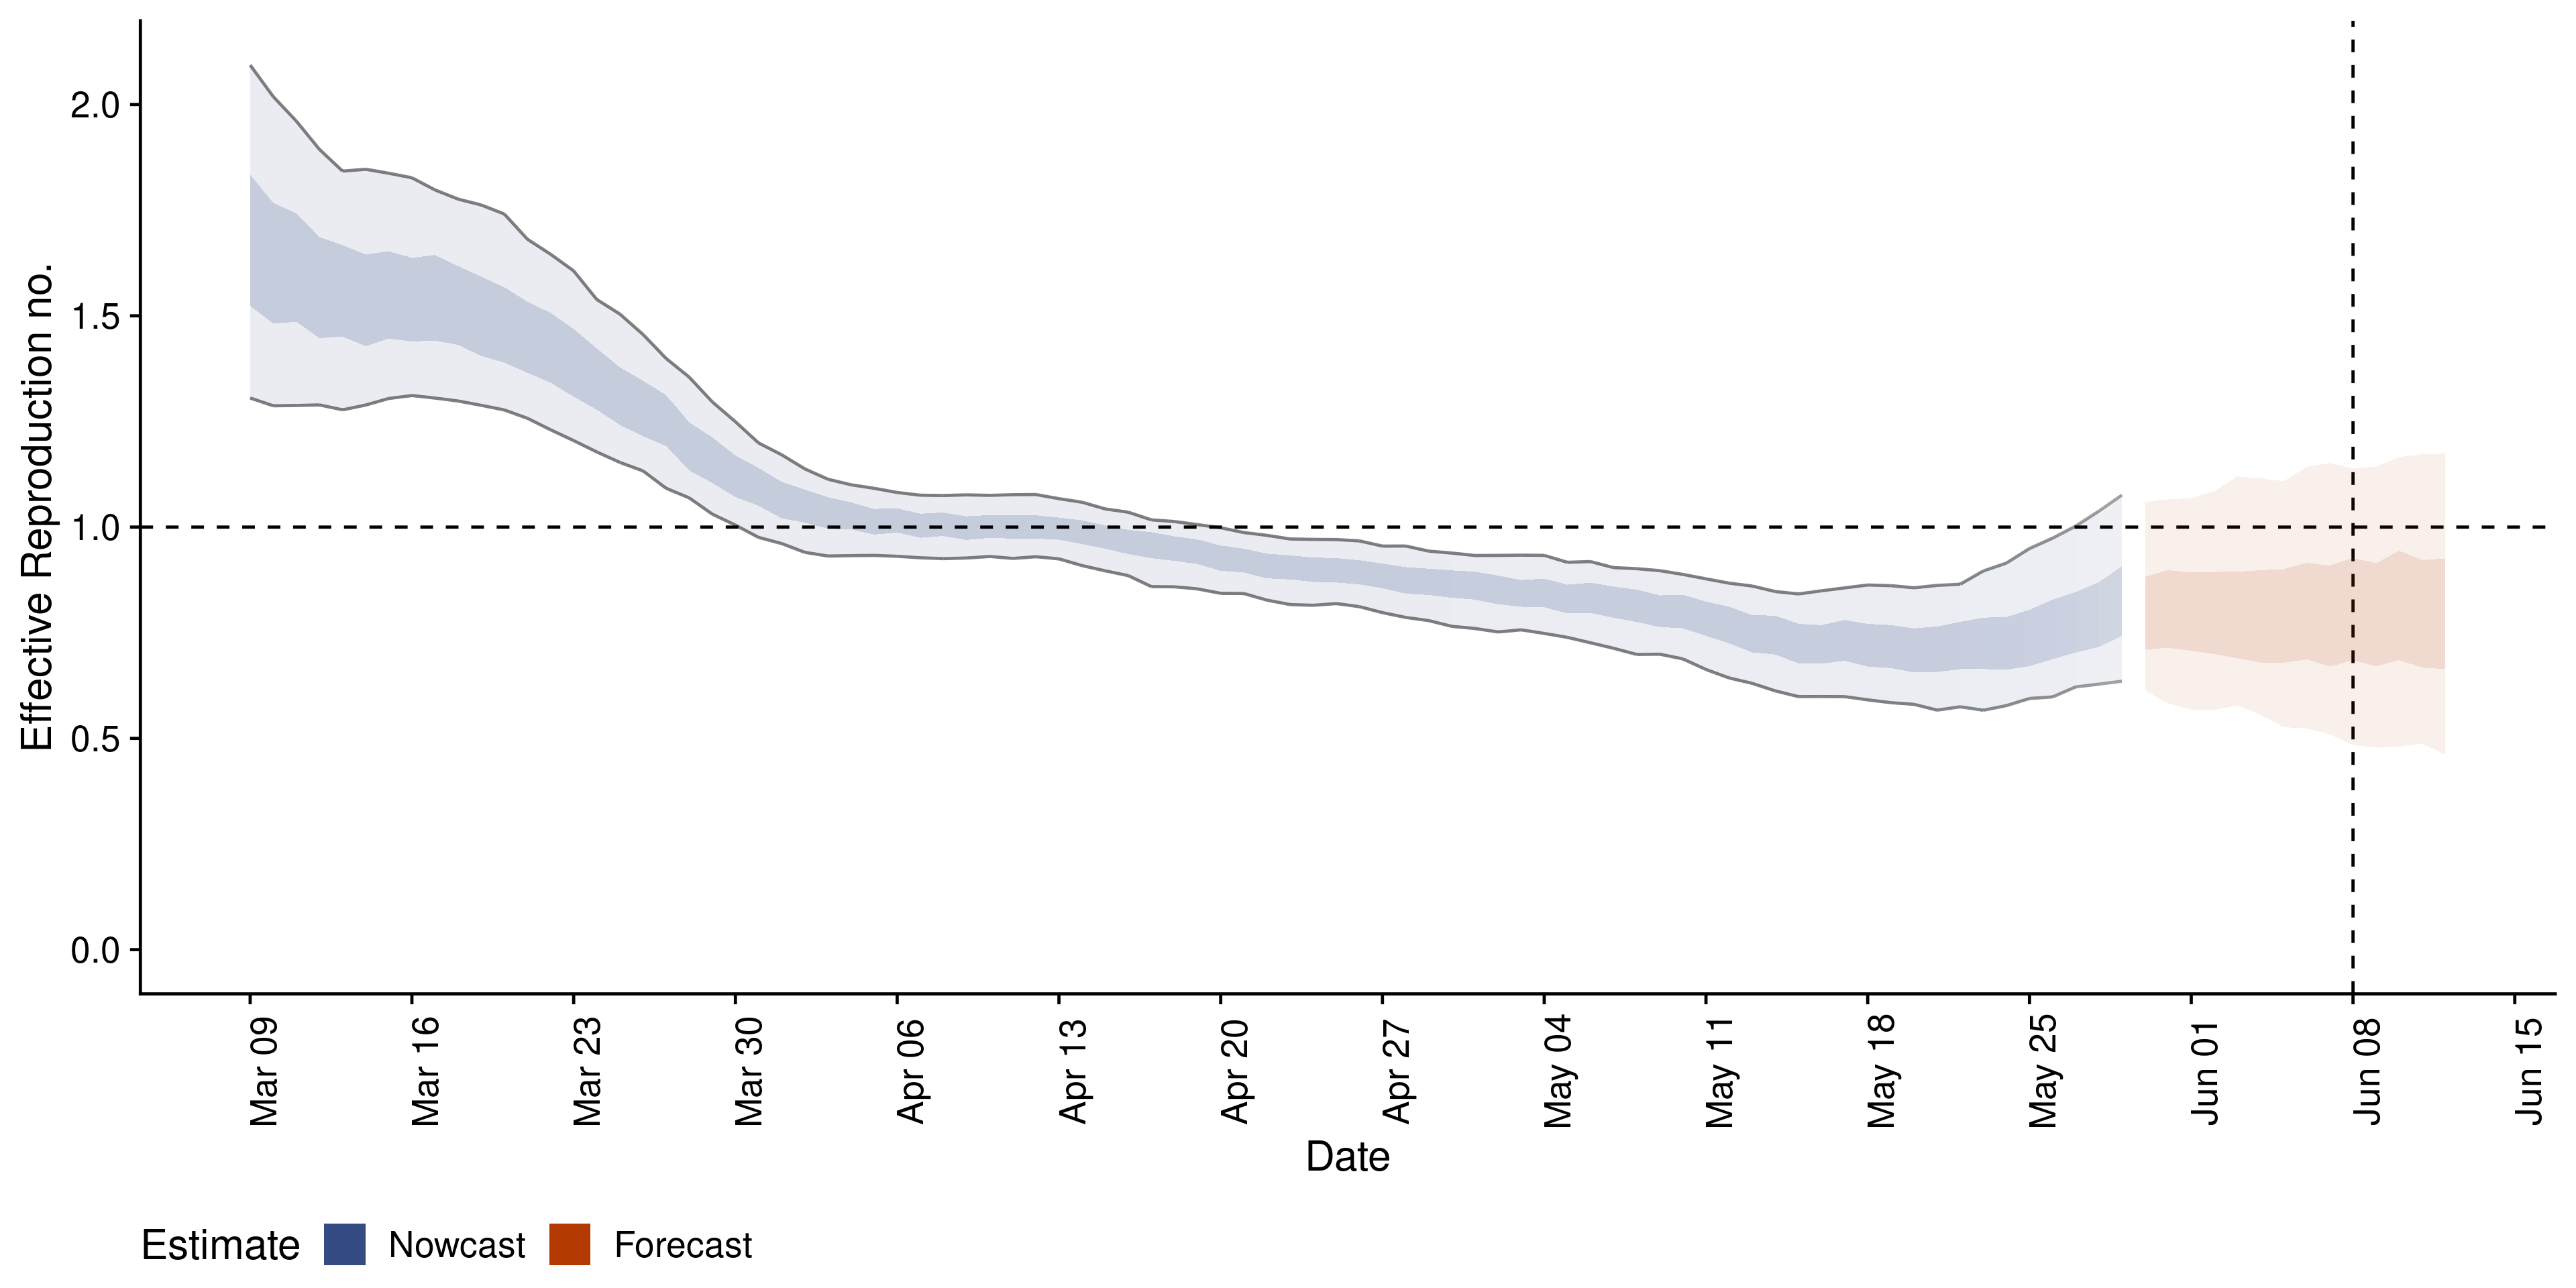 Effective Reproduction no.
2.0
1.5
1.0
0.5
0.0
Mar 09
Mar 16
Mar 23
Mar 30
Apr 06
Apr 13
Apr 20
Apr 27
May 04
May 11
May 18
May 25
Jun 01
Jun 08
Jun 15
Date
Estimate Nowcast Forecast